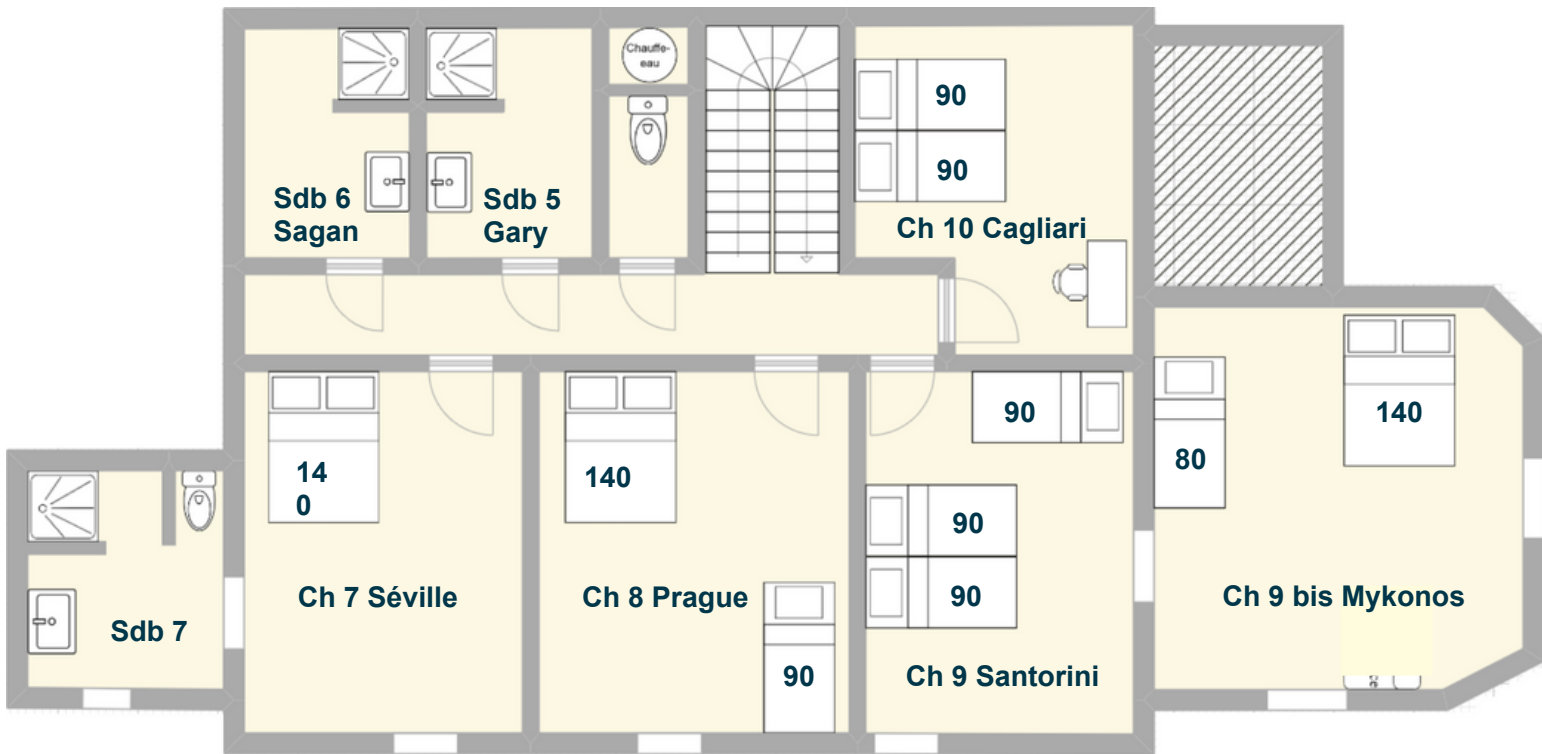 Chauffe-
eau
90
90
Sdb 6
Sagan
Sdb 5
Gary
Ch 10 Cagliari
14
0
140
90
80
140
90
90
Ch 7 Séville
Ch 8 Prague
Ch 9 bis Mykonos
Sdb 7
90
Ch 9 Santorini